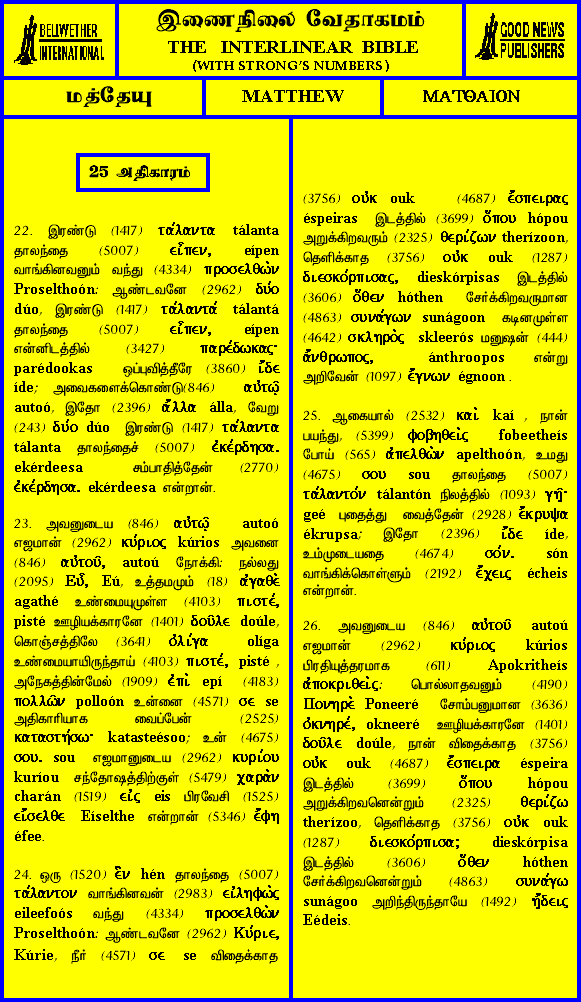 BELLWETHER
INTERNATIONAL
இணைநிலை வேதாகமம்
THE INTERLINEAR BIBLE
(WITH STRONG'S NUMBERS)
GOOD NEWS
PUBLISHERS
மத்தேயு
MATTHEW
ΜΑΤΘΑΙΟΝ
25 அதிகாரம்
22. இரண்டு (1417) τάλαντα tálanta
தாலந்தை (5007) εἶπεν, eípen
வாங்கினவனும் வந்து (4334) προσελθὼν
Proselthoón: ஆண்டவனே (2962) δύο
dúo, இரண்டு (1417) τάλαντά tálantá
தாலந்தை (5007) εἶπεν, eípen
என்னிடத்தில் (3427) παρέδωκας·
parédookas ஒப்புவித்தீரே (3860) ἴδε
íde; அவைகளைக்கொண்டு(846) αὐτῷ
autoó, இதோ (2396) ἄλλα álla, வேறு
(243) δύο dúo இரண்டு (1417) τάλαντα
tálanta தாலந்தைச் (5007) ἐκέρδησα.
ekérdeesa சம்பாதித்தேன் (2770)
ἐκέρδησα. ekérdeesa என்றான்.
23. அவனுடைய (846) αὐτῷ autoó
எஜமான் (2962) κύριος kúrios அவனை
(846) αὐτοῦ, autoú நோக்கி: நல்லது
(2095) Εὖ, Eú, உத்தமமும் (18) ἀγαθὲ
agathé உண்மையுமுள்ள (4103) πιστέ,
pisté ஊழியக்காரனே (1401) δοῦλε doúle,
கொஞ்சத்திலே (3641) ὀλίγα olíga
உண்மையாயிருந்தாய் (4103) πιστέ, pisté ,
அநேகத்தின்மேல் (1909) ἐπὶ epí (4183)
πολλῶν polloón உன்னை (4571) σε se
அதிகாரியாக வைப்பேன் (2525)
καταστήσω· katasteésoo; உன் (4675)
σου. sou எஜமானுடைய (2962) κυρίου
kuríou சந்தோஷத்திற்குள் (5479) χαρὰν
charán (1519) εἰς eis பிரவேசி (1525)
εἴσελθε Eíselthe என்றான் (5346) ἔφη
éfee.
24. ஒரு (1520) ἓν hén தாலந்தை (5007)
τάλαντον வாங்கினவன் (2983) εἰληφὼς
eileefoós வந்து (4334) προσελθὼν
Proselthoón: ஆண்டவனே (2962) Κύριε,
Kúrie, நீர் (4571) σε se விதைக்காத
(3756) οὐκ ouk (4687) ἔσπειρας
éspeiras இடத்தில் (3699) ὅπου hópou
அறுக்கிறவரும் (2325) θερίζων therízoon,
தெளிக்காத (3756) οὐκ ouk (1287)
διεσκόρπισας, dieskórpisas இடத்தில்
(3606) ὅθεν hóthen சேர்க்கிறவருமான
(4863) συνάγων sunágoon கடினமுள்ள
(4642) σκληρὸς skleerós மனுஷன் (444)
ἄνθρωπος, ánthroopos என்று
அறிவேன் (1097) ἔγνων égnoon .
25. ஆகையால் (2532) καὶ kaí , நான்
பயந்து, (5399) φοβηθεὶς fobeetheís
போய் (565) ἀπελθὼν apelthoón, உமது
(4675) σου sou தாலந்தை (5007)
τάλαντόν tálantón நிலத்தில் (1093) γῆ·
geé புதைத்து வைத்தேன் (2928) ἔκρυψα
ékrupsa; இதோ (2396) ἴδε íde,
உம்முடையதை (4674) σόν. són
வாங்கிக்கொள்ளும் (2192) ἔχεις écheis
என்றான்.
26. அவனுடைய (846) αὐτοῦ autoú
எஜமான் (2962) κύριος kúrios
பிரதியுத்தரமாக (611) Apokritheís
ἀποκριθεὶς: பொல்லாதவனும் (4190)
Πονηρὲ Poneeré சோம்பனுமான (3636)
ὀκνηρέ, okneeré ஊழியக்காரனே (1401)
δοῦλε doúle, நான் விதைக்காத (3756)
οὐκ ouk (4687) ἔσπειρα éspeira
இடத்தில் (3699) ὅπου hópou
அறுக்கிறவனென்றும் (2325) θερίζω
therízoo, தெளிக்காத (3756) οὐκ ouk
(1287) διεσκόρπισα; dieskórpisa
இடத்தில் (3606) ὅθεν hóthen
சேர்க்கிறவனென்றும் (4863) συνάγω
sunágoo அறிந்திருந்தாயே (1492) ᾔδεις
Eédeis.